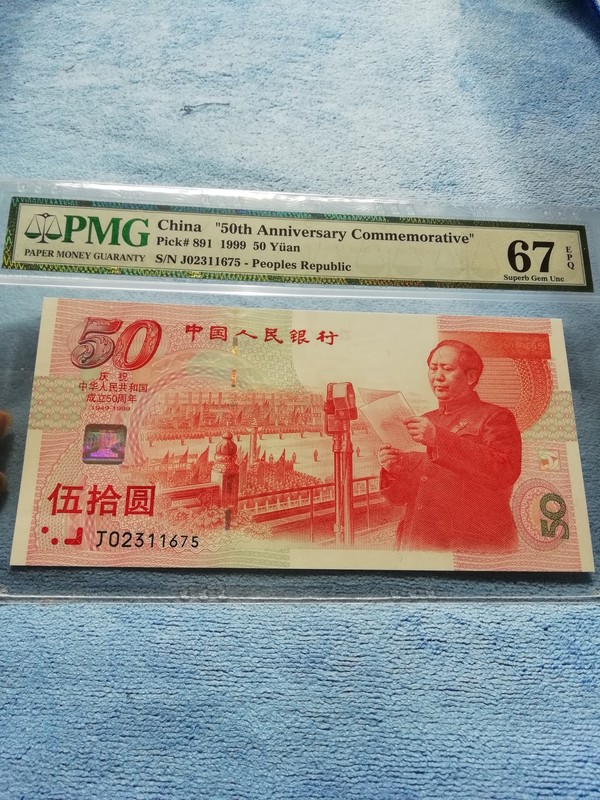 PMG
PAPER MONEY GUARANTY
China "50th Anniversary Commemorative"
Pick# 891 1999 50 Yüan
S/N J02311675 - Peoples Republic
67
EPQ
Superb Gem Unc
50
中国人民银行
庆祝
中华人民共和国
成立50周年
1949-1999
伍拾圆
J02311675
50